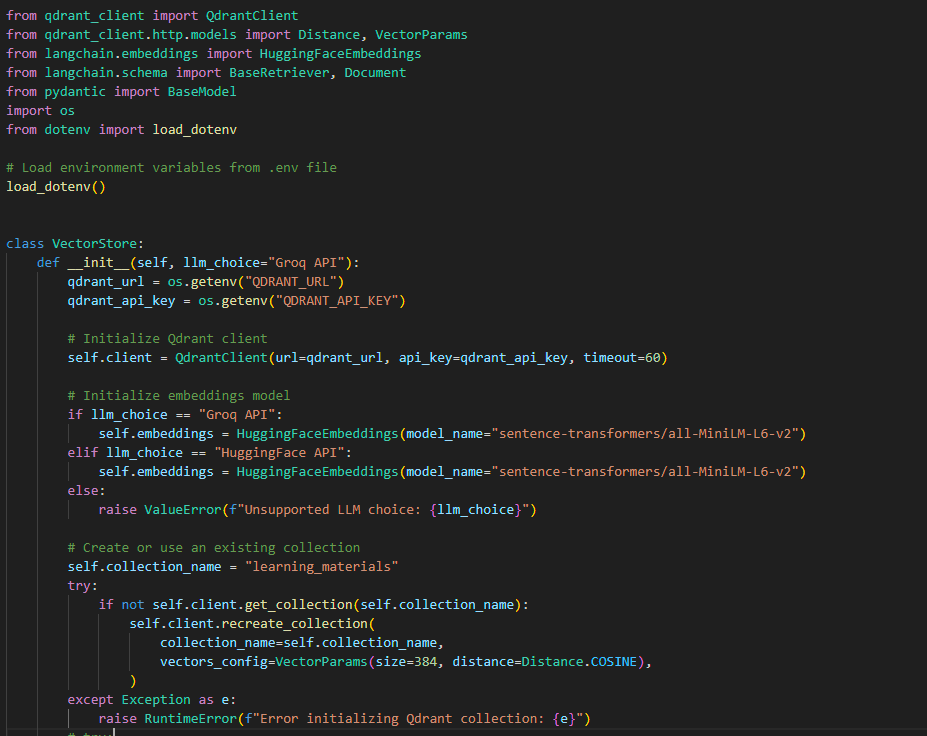 from qdrant_client import QdrantClient
from qdrant_client.http.models import Distance, VectorParams
from langchain.embeddings import HuggingFaceEmbeddings
from langchain.schema import BaseRetriever, Document
from pydantic import BaseModel
import os
from dotenv import load_dotenv

# Load environment variables from .env file
load_dotenv()


class VectorStore:
    def __init__(self, llm_choice="Groq API"):
        qdrant_url = os.getenv("QDRANT_URL")
        qdrant_api_key = os.getenv("QDRANT_API_KEY")

        # Initialize Qdrant client
        self.client = QdrantClient(url=qdrant_url, api_key=qdrant_api_key, timeout=60)

        # Initialize embeddings model
        if llm_choice == "Groq API":
            self.embeddings = HuggingFaceEmbeddings(model_name="sentence-transformers/all-MiniLM-L6-v2")
        elif llm_choice == "HuggingFace API":
            self.embeddings = HuggingFaceEmbeddings(model_name="sentence-transformers/all-MiniLM-L6-v2")
        else:
            raise ValueError(f"Unsupported LLM choice: {llm_choice}")

        # Create or use an existing collection
        self.collection_name = "learning_materials"
        try:
            if not self.client.get_collection(self.collection_name):
                self.client.recreate_collection(
                    collection_name=self.collection_name,
                    vectors_config=VectorParams(size=384, distance=Distance.COSINE),
                )
        except Exception as e:
            raise RuntimeError(f"Error initializing Qdrant collection: {e}")